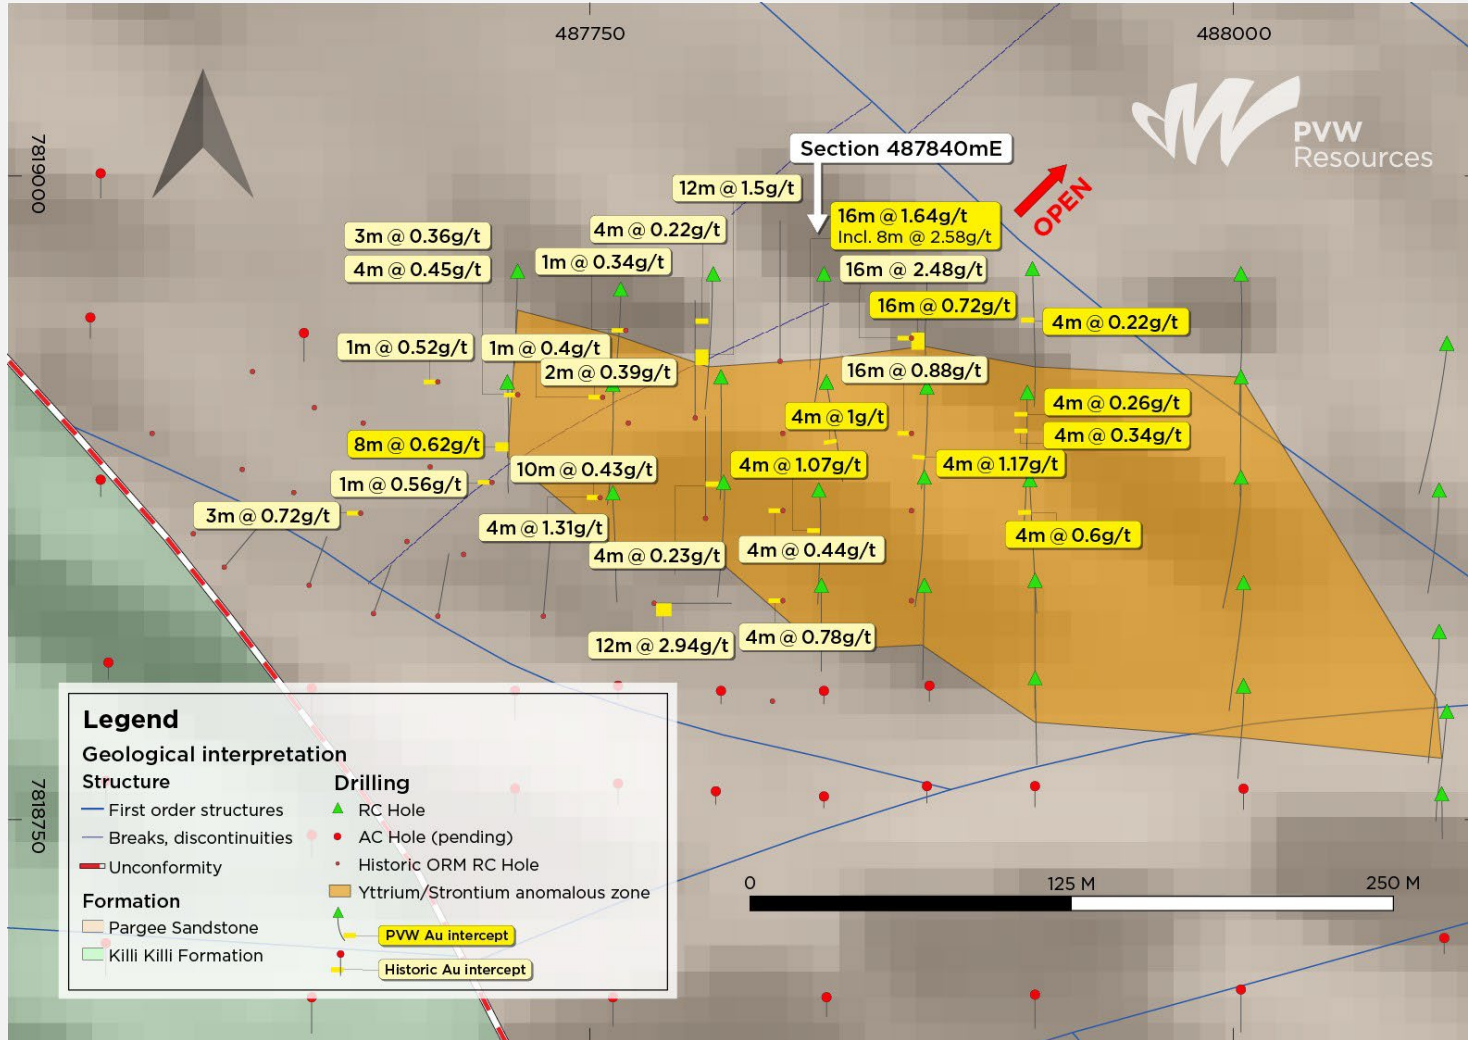 487750
488000
7819000
7818750
PVW
Resources
Section 487840mE
OPEN
12m @ 1.5g/t
16m @ 1.64g/t
Incl. 8m @ 2.58g/t
3m @ 0.36g/t
4m @ 0.22g/t
4m @ 0.45g/t
1m @ 0.34g/t
16m @ 2.48g/t
16m @ 0.72g/t
4m @ 0.22g/t
1m @ 0.52g/t
1m @ 0.4g/t
2m @ 0.39g/t
16m @ 0.88g/t
4m @ 1g/t
4m @ 0.26g/t
4m @ 0.34g/t
8m @ 0.62g/t
10m @ 0.43g/t
4m @ 1.07g/t
4m @ 1.17g/t
1m @ 0.56g/t
3m @ 0.72g/t
4m @ 1.31g/t
4m @ 0.23g/t
4m @ 0.44g/t
4m @ 0.6g/t
12m @ 2.94g/t
4m @ 0.78g/t
Legend
Geological interpretation
Structure
First order structures
Breaks, discontinuities
Unconformity
Formation
Pargee Sandstone
Killi Killi Formation
Drilling
RC Hole
AC Hole (pending)
Historic ORM RC Hole
Yttrium/Strontium anomalous zone
PVW Au intercept
Historic Au intercept
0
125 M
250 M